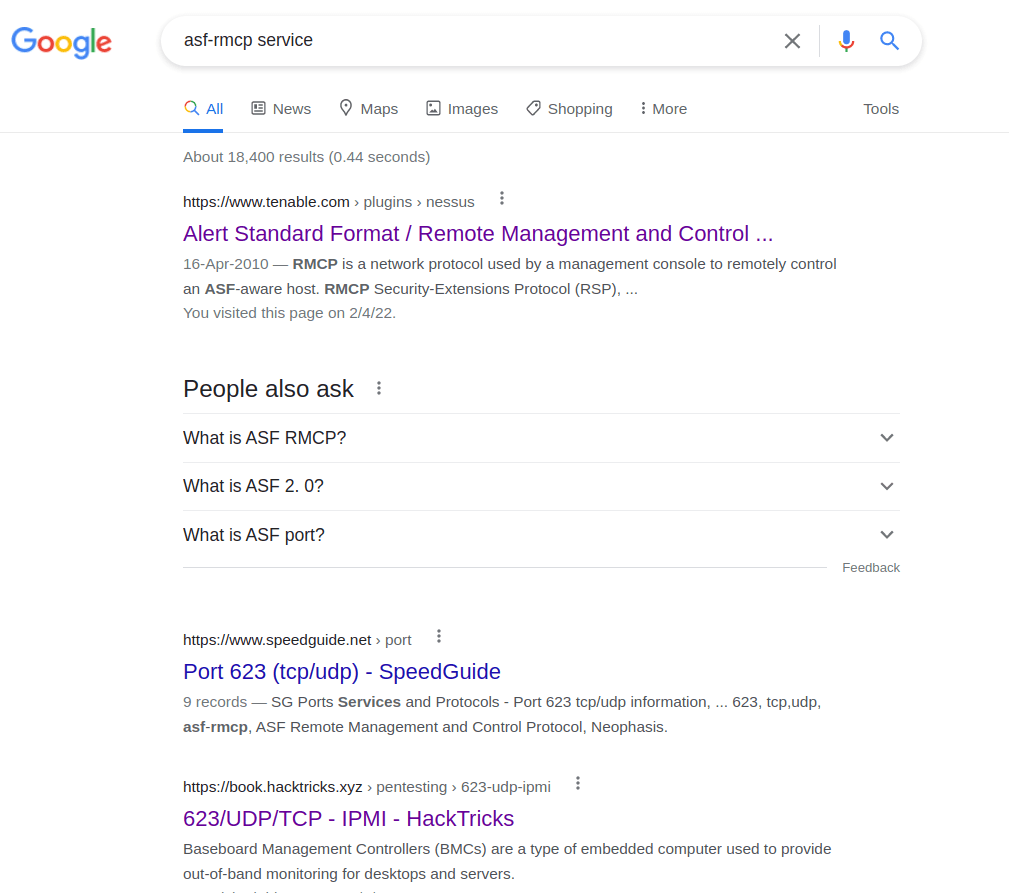 Google
asf-rmcp service
All News Maps Images Shopping More Tools
About 18,400 results (0.44 seconds)
https://www.tenable.com › plugins › nessus
Alert Standard Format / Remote Management and Control ...
16-Apr-2010 — RMCP is a network protocol used by a management console to remotely control
an ASF-aware host. RMCP Security-Extensions Protocol (RSP), ...
You visited this page on 2/4/22.
People also ask
What is ASF RMCP?
What is ASF 2. 0?
What is ASF port?
Feedback
https://www.speedguide.net › port
Port 623 (tcp/udp) - SpeedGuide
9 records — SG Ports Services and Protocols - Port 623 tcp/udp information, ... 623, tcp,udp,
asf-rmcp, ASF Remote Management and Control Protocol, Neophasis.
https://book.hacktricks.xyz › pentesting › 623-udp-ipmi
623/UDP/TCP - IPMI - HackTricks
Baseboard Management Controllers (BMCs) are a type of embedded computer used to provide
out-of-band monitoring for desktops and servers.